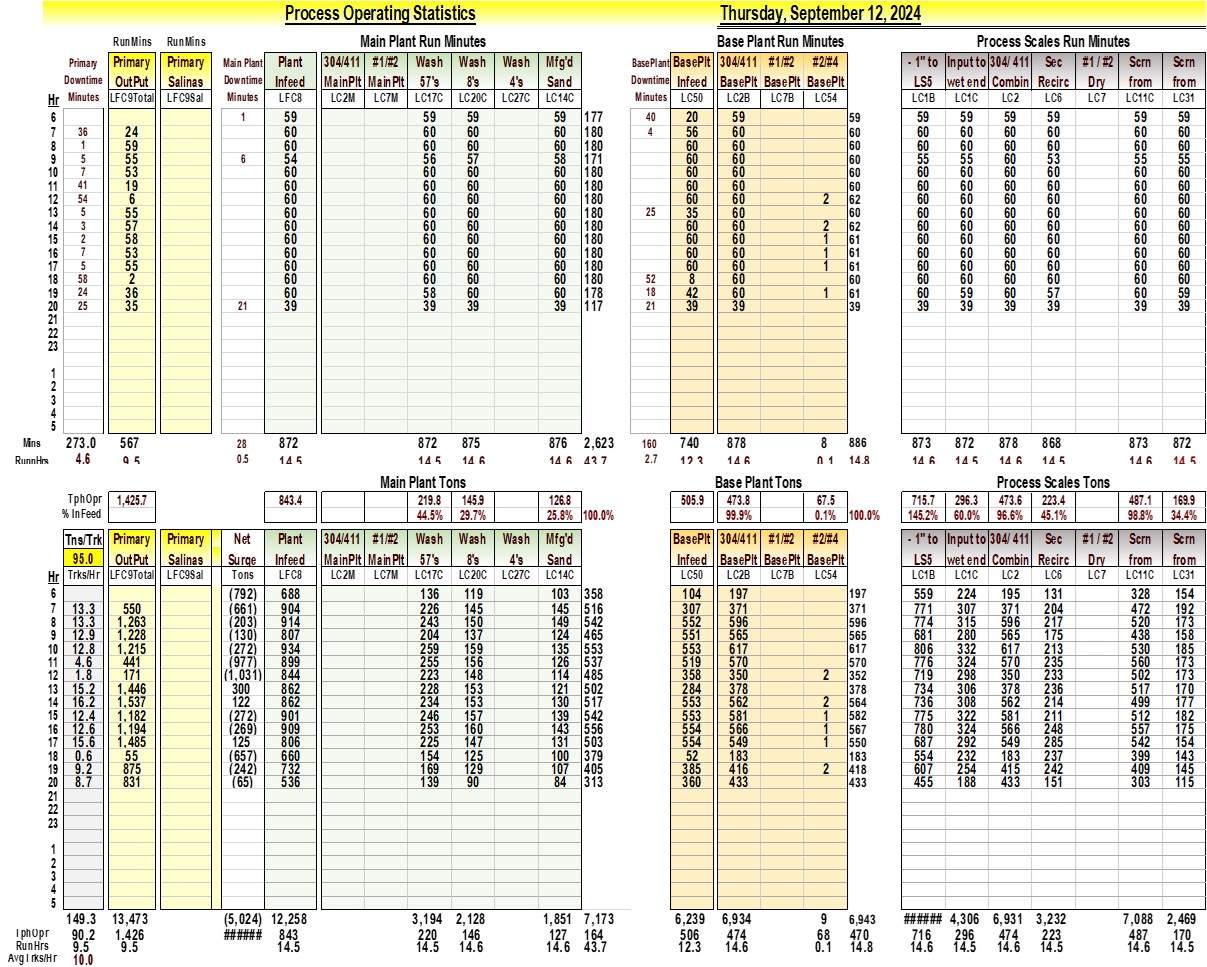 Process Operating Statistics Thursday, September 12, 2024
RunMins RunMins Main Plant Run Minutes Base Plant Run Minutes Process Scales Run Minutes
Primary Primary Primary Main Plant Plant 304/411 #1/#2 Wash Wash Wash Mfg'd BasePlant BasePlt 304/411 #1/#2 #2/#4 - 1" to Input to 304/ 411 Sec #1 / #2 Scrn Scrn
Downtime OutPut Salinas Downtime Infeed MainPlt MainPlt 57's 8's 4's Sand Downtime Infeed BasePlt BasePlt BasePlt LS5 wet end Combin Recirc Dry from from
Hr Minutes LFC9Total LFC9Sal Minutes LFC8 LC2M LC7M LC17C LC20C LC27C LC14C Minutes LC50 LC2B LC7B LC54 LC1B LC1C LC2 LC6 LC7 LC11C LC31
6 1 59 59 59 59 177 40 20 59 59 59 59 59 59 59 59
7 36 24 60 60 60 60 180 4 56 60 60 60 60 60 60 60 60
8 1 59 60 60 60 60 180 60 60 60 60 60 60 60 60 60
9 5 55 6 54 56 57 58 171 60 60 60 55 55 60 53 55 55
10 7 53 60 60 60 60 180 60 60 60 60 60 60 60 60 60
11 41 19 60 60 60 60 180 60 60 60 60 60 60 60 60 60
12 54 6 60 60 60 60 180 60 60 2 62 60 60 60 60 60 60
13 5 55 60 60 60 60 180 25 35 60 60 60 60 60 60 60 60
14 3 57 60 60 60 60 180 60 60 2 62 60 60 60 60 60 60
15 2 58 60 60 60 60 180 60 60 1 61 60 60 60 60 60 60
16 7 53 60 60 60 60 180 60 60 1 61 60 60 60 60 60 60
17 5 55 60 60 60 60 180 60 60 1 61 60 60 60 60 60 60
18 58 2 60 60 60 60 180 52 8 60 60 60 60 60 60 60 60
19 24 36 60 58 60 60 178 18 42 60 1 61 60 59 60 57 60 59
20 25 35 21 39 39 39 39 117 21 39 39 39 39 39 39 39 39 39
21
22
23
1
2
3
4
5
Mins 273.0 567 28 872 872 875 876 2,623 160 740 878 8 886 873 872 878 868 873 872
RunnHrs 4.6 9.5 0.5 14.5 14.5 14.6 14.6 43.7 2.7 12.3 14.6 0.1 14.8 14.6 14.5 14.6 14.5 14.6 14.5
Main Plant Tons Base Plant Tons Process Scales Tons
TphOpr 1,425.7 843.4 219.8 145.9 126.8 505.9 473.8 67.5 715.7 296.3 473.6 223.4 487.1 169.9
% InFeed 44.5% 29.7% 25.8% 100.0% 99.9% 0.1% 100.0% 145.2% 60.0% 96.6% 45.1% 98.8% 34.4%
Tns/Trk Primary Primary Net Plant 304/411 #1/#2 Wash Wash Wash Mfg'd BasePlt 304/411 #1/#2 #2/#4 - 1" to Input to 304/ 411 Sec #1 / #2 Scrn Scrn
95.0 OutPut Salinas Surge Infeed MainPlt MainPlt 57's 8's 4's Sand Infeed BasePlt BasePlt BasePlt LS5 wet end Combin Recirc Dry from from
Hr Trks/Hr LFC9Total LFC9Sal Tons LFC8 LC2M LC7M LC17C LC20C LC27C LC14C LC50 LC2B LC7B LC54 LC1B LC1C LC2 LC6 LC7 LC11C LC31
6 (792) 688 136 119 103 358 104 197 197 559 224 195 131 328 154
7 13.3 550 (661) 904 226 145 145 516 307 371 371 771 307 371 204 472 192
8 13.3 1,263 (203) 914 243 150 149 542 552 596 596 774 315 596 217 520 173
9 12.9 1,228 (130) 807 204 137 124 465 551 565 565 681 280 565 175 438 158
10 12.8 1,215 (272) 934 259 159 135 553 553 617 617 806 332 617 213 530 185
11 4.6 441 (977) 899 255 156 126 537 519 570 570 776 324 570 235 560 173
12 1.8 171 (1,031) 844 223 148 114 485 358 350 2 352 719 298 350 233 502 173
13 15.2 1,446 300 862 228 153 121 502 284 378 378 734 306 378 236 517 170
14 16.2 1,537 122 862 234 153 130 517 553 562 2 564 736 308 562 214 499 177
15 12.4 1,182 (272) 901 246 157 139 542 553 581 1 582 775 322 581 211 512 182
16 12.6 1,194 (269) 909 253 160 143 556 554 566 1 567 780 324 566 248 557 175
17 15.6 1,485 125 806 225 147 131 503 554 549 1 550 687 292 549 285 542 154
18 0.6 55 (657) 660 154 125 100 379 52 183 183 554 232 183 237 399 143
19 9.2 875 (242) 732 169 129 107 405 385 416 2 418 607 254 415 242 409 145
20 8.7 831 (65) 536 139 90 84 313 360 433 433 455 188 433 151 303 115
21
22
23
1
2
3
4
5
149.3 13,473 (5,024) 12,258 3,194 2,128 1,851 7,173 6,239 6,934 9 6,943 ###### 4,306 6,931 3,232 7,088 2,469
TphOpr 90.2 1,426 ###### 843 220 146 127 164 506 474 68 470 716 296 474 223 487 170
RunHrs 9.5 9.5 14.5 14.5 14.6 14.6 43.7 12.3 14.6 0.1 14.8 14.6 14.5 14.6 14.5 14.6 14.5
AvgTrks/Hr 10.0